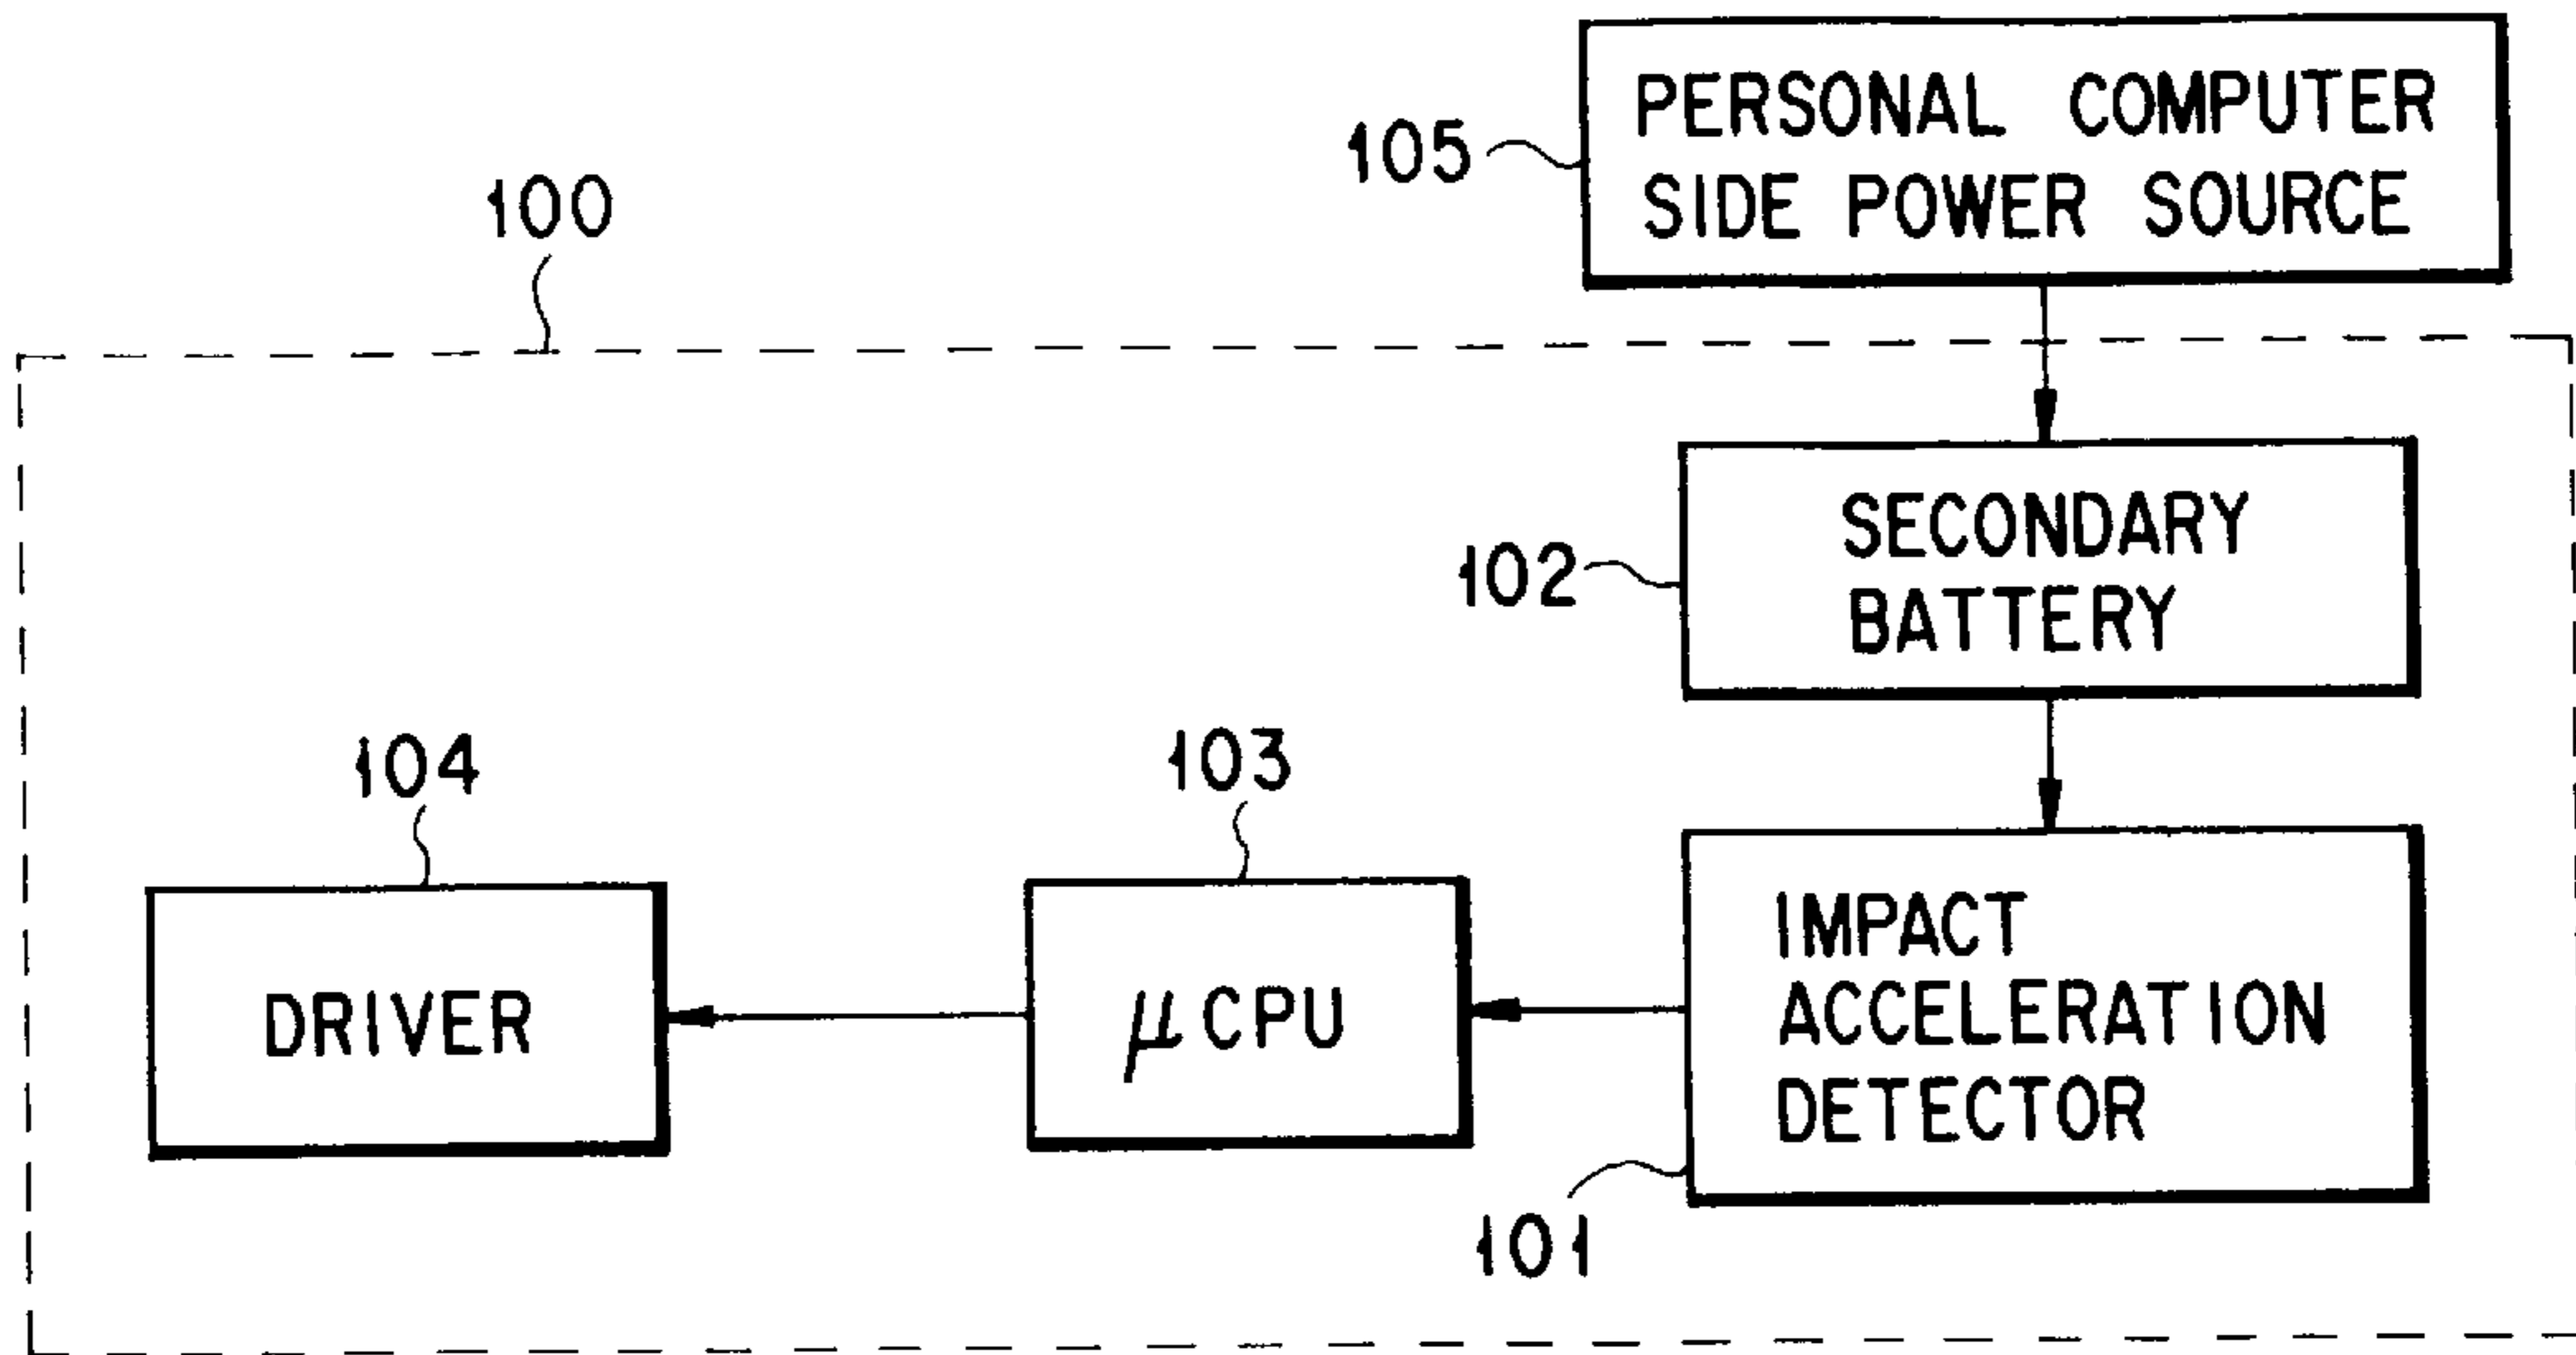 105
PERSONAL COMPUTER
SIDE POWER SOURCE
100
102
SECONDARY
BATTERY
104
103
DRIVER
μCPU
IMPACT
ACCELERATION
DETECTOR
101